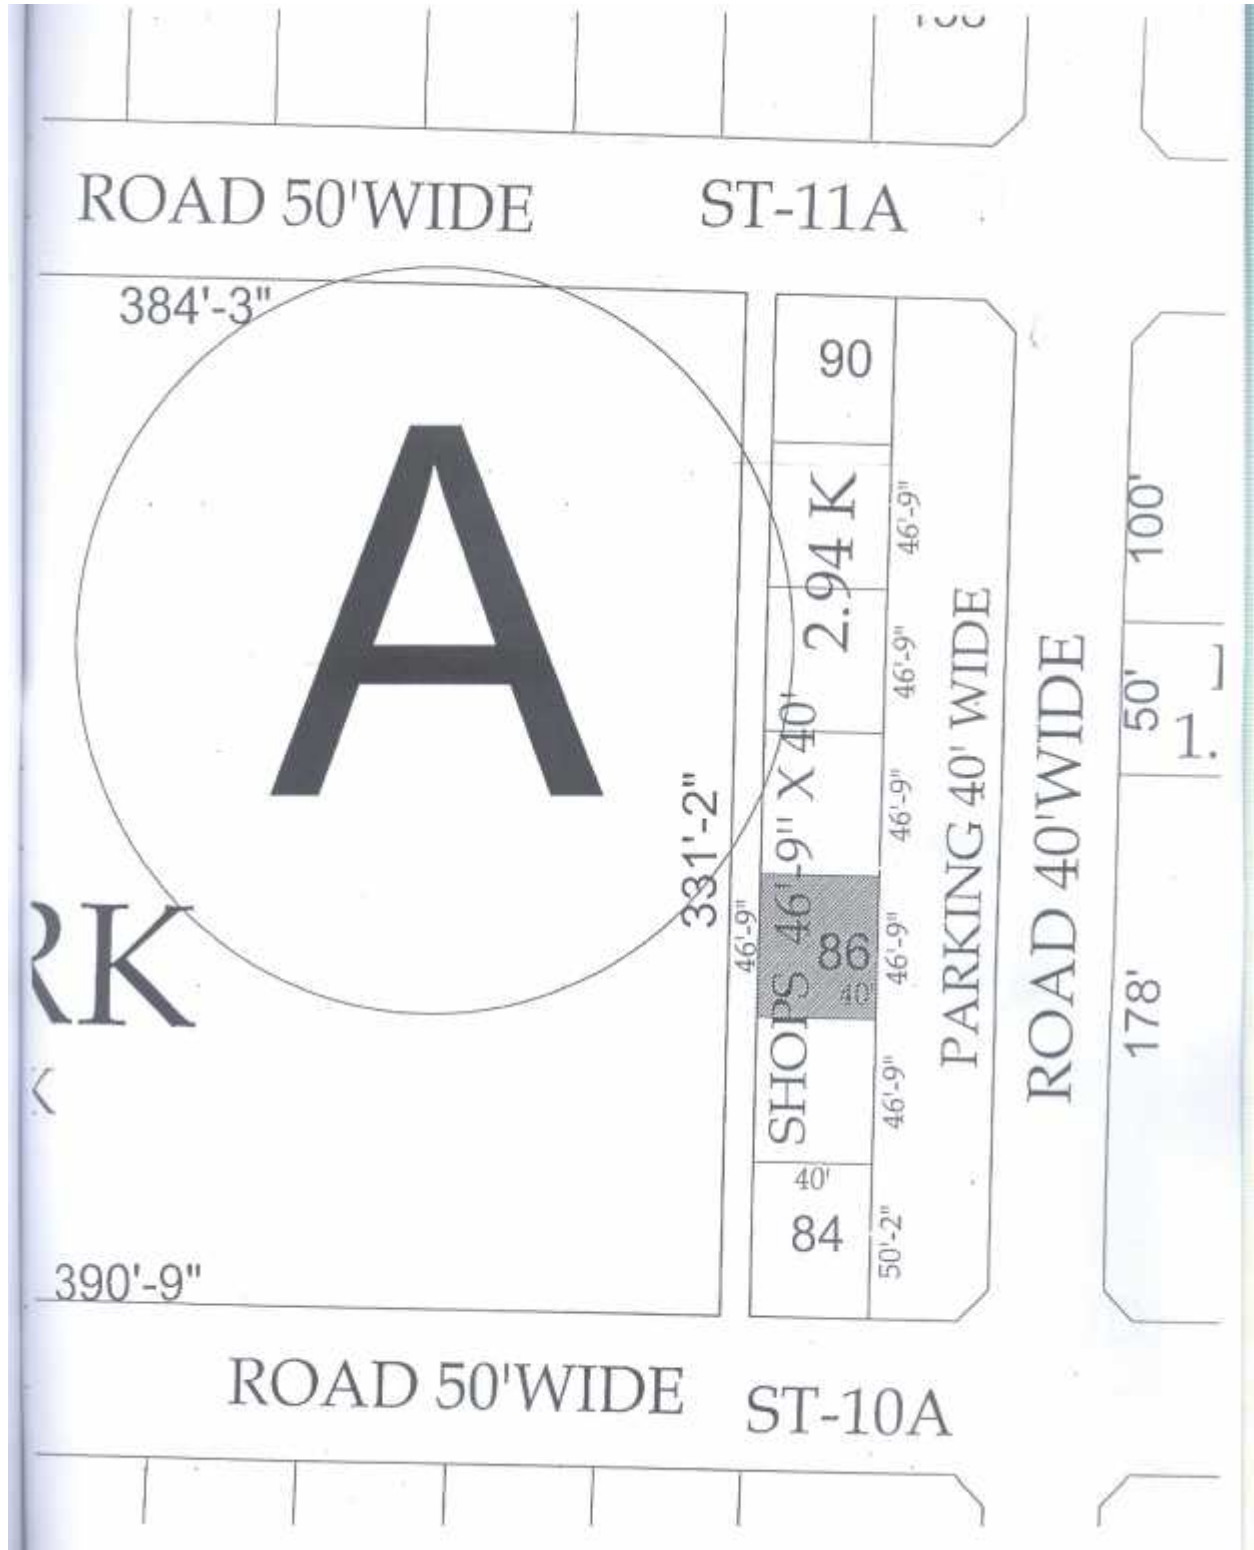 ROAD 50'WIDE
ST-11A
384'-3"
90
A
2.94 K
46'-9"
100'
46'-9"
50'
1.
46'-9"
SHOPS 46'-9" X 40'
331'-2"
PARKING 40' WIDE
ROAD 40'WIDE
RK
46'-9"
86
40'
46'-9"
178'
K
46'-9"
40'
84
50'-2"
390'-9"
ROAD 50'WIDE
ST-10A